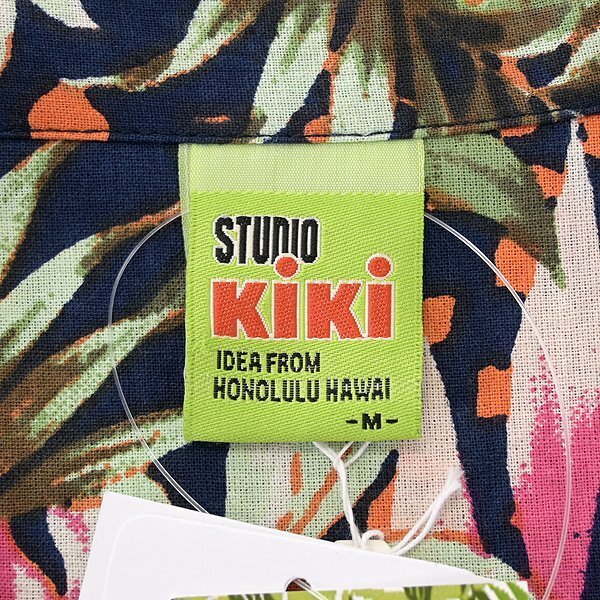 STUDIO
KiKi
IDEA FROM
HONOLULU HAWAI
-M-